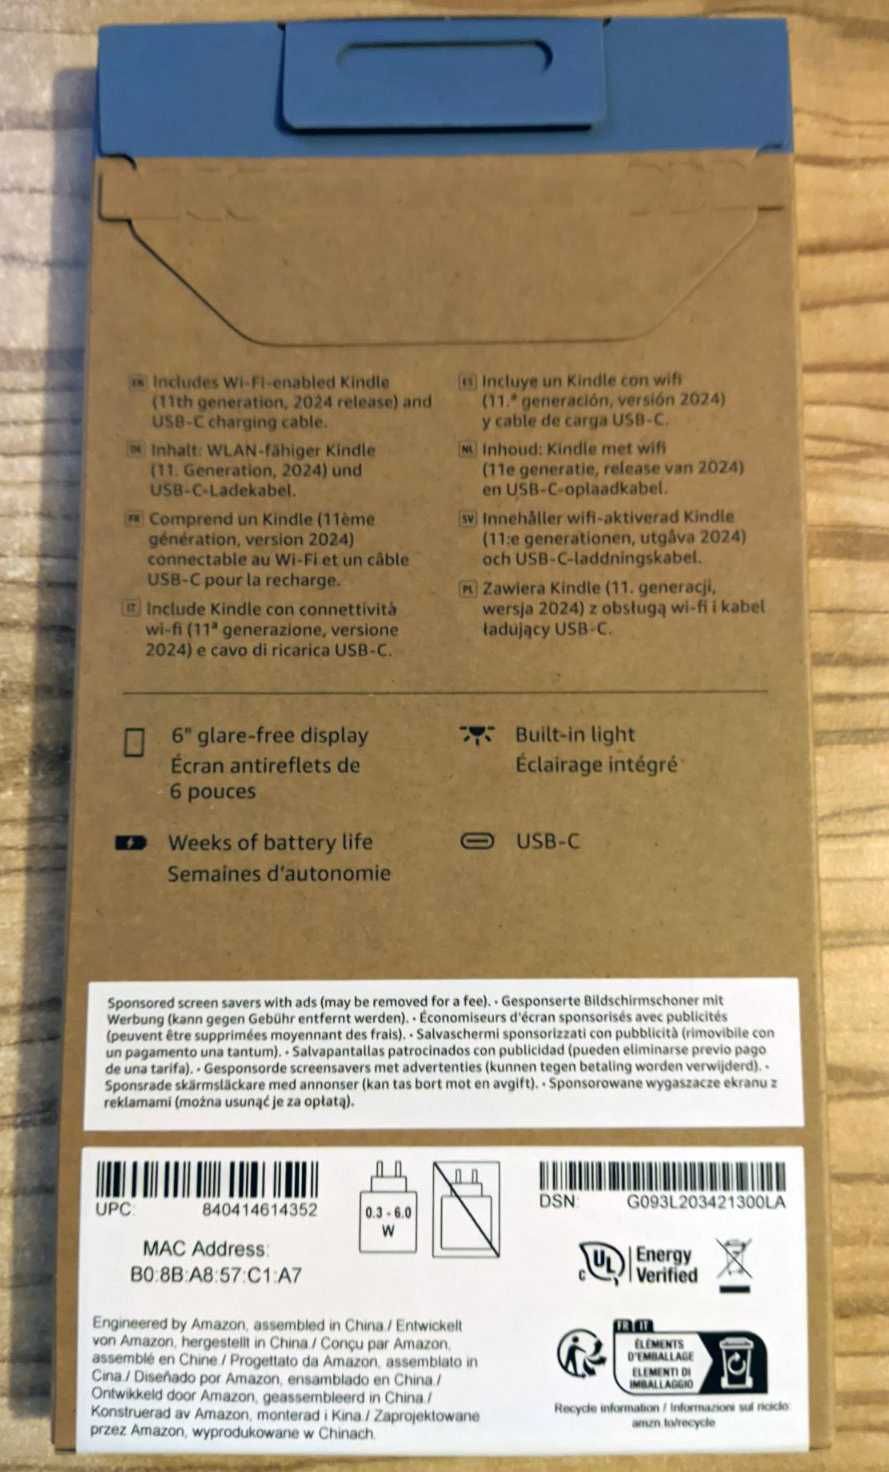 EN Includes Wi-Fi-enabled Kindle
(11th generation, 2024 release) and
USB-C charging cable.
DE Inhalt: WLAN-fähiger Kindle
(11. Generation, 2024) und
USB-C-Ladekabel.
FR Comprend un Kindle (11ème
génération, version 2024)
connectable au Wi-Fi et un câble
USB-C pour la recharge.
IT Include Kindle con connettività
wi-fi (11ª generazione, versione
2024) e cavo di ricarica USB-C.
ES Incluye un Kindle con wifi
(11.ª generación, versión 2024)
y cable de carga USB-C.
NL Inhoud: Kindle met wifi
(11e generatie, release van 2024)
en USB-C-oplaadkabel.
SV Innehåller wifi-aktiverad Kindle
(11:e generationen, utgåva 2024)
och USB-C-laddningskabel.
PL Zawiera Kindle (11. generacji,
wersja 2024) z obsługą wi-fi i kabel
ładujący USB-C.
6" glare-free display
Écran antireflets de
6 pouces
Built-in light
Éclairage intégré
Weeks of battery life
Semaines d'autonomie
USB-C
Sponsored screen savers with ads (may be removed for a fee). • Gesponserte Bildschirmschoner mit
Werbung (kann gegen Gebühr entfernt werden). • Économiseurs d'écran sponsorisés avec publicités
(peuvent être supprimées moyennant des frais). • Salvaschermi sponsorizzati con pubblicità (rimovibile con
un pagamento una tantum). • Salvapantallas patrocinados con publicidad (pueden eliminarse previo pago
de una tarifa). • Gesponsorde screensavers met advertenties (kunnen tegen betaling worden verwijderd). •
Sponsrade skärmsläckare med annonser (kan tas bort mot en avgift). • Sponsorowane wygaszacze ekranu z
reklamami (można usunąć je za opłatą).
UPC: 840414614352
MAC Address:
B0:8B:A8:57:C1:A7
0.3 - 6.0
W
DSN: G093L203421300LA
C UL Energy
Verified
Engineered by Amazon, assembled in China / Entwickelt
von Amazon, hergestellt in China / Conçu par Amazon,
assemblé en Chine / Progettato da Amazon, assemblato in
Cina / Diseñado por Amazon, ensamblado en China /
Ontwikkeld door Amazon, geassembleerd in China /
Konstruerad av Amazon, monterad i Kina / Zaprojektowane
przez Amazon, wyprodukowane w Chinach.
FR IT
ÉLÉMENTS
D'EMBALLAGE
ELEMENTI DI
IMBALLAGGIO
Recycle information / Informazioni sul riciclo:
amzn.to/recycle